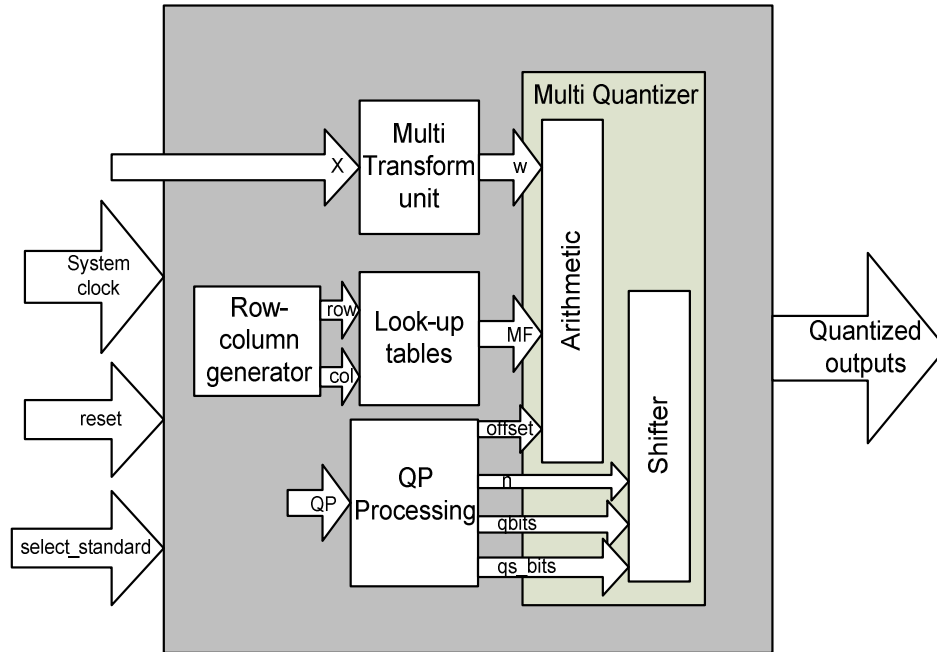 Multi Quantizer
Multi
Transform
unit
X
w
System
clock
Arithmetic
Row-
column
generator
row
col
Look-up
tables
MF
Shifter
Quantized
outputs
reset
offset
QP
QP
Processing
n
qbits
qs_bits
select_standard